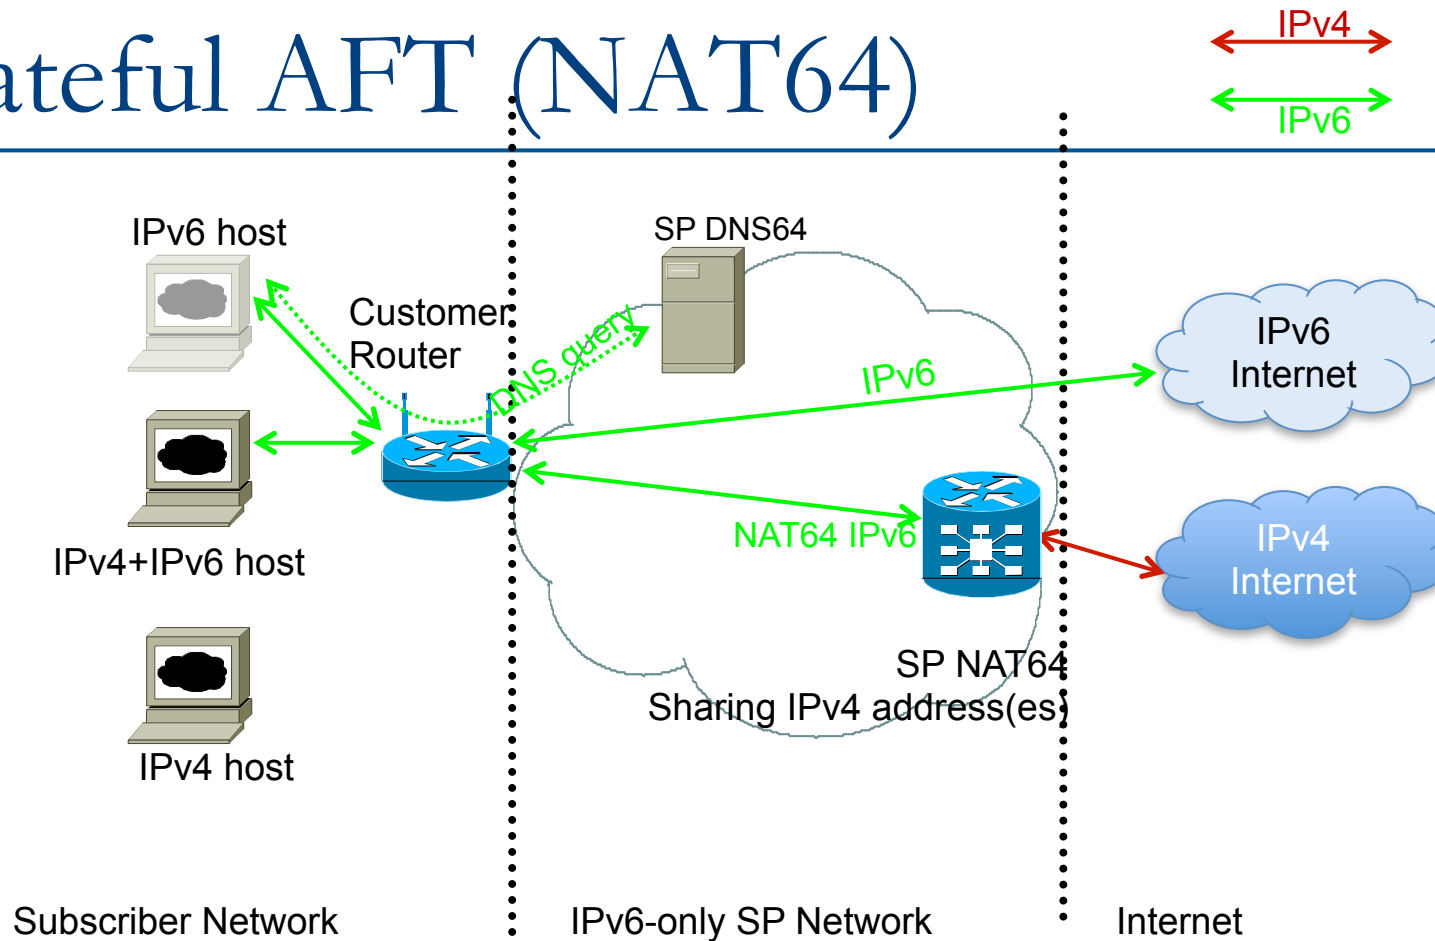 ateful AFT (NAT64)
IPv4
IPv6
IPv6 host
SP DNS64
Customer
Router
DNS query
IPv6
IPv6
Internet
NAT64 IPv6
IPv4
Internet
IPv4+IPv6 host
SP NAT64
Sharing IPv4 address(es)
IPv4 host
Subscriber Network
IPv6-only SP Network
Internet